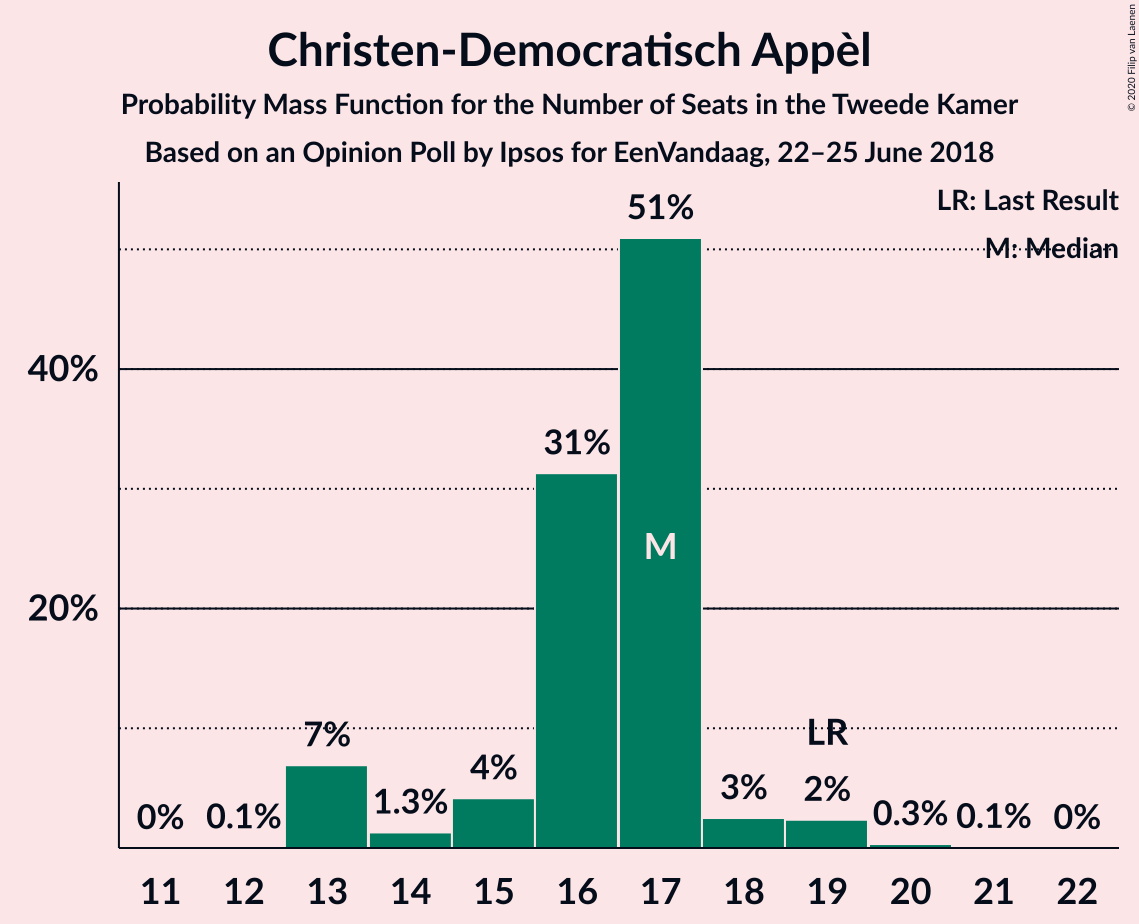 Christen-Democratisch Appèl
Probability Mass Function for the Number of Seats in the Tweede Kamer
Based on an Opinion Poll by Ipsos for EenVandaag, 22–25 June 2018
© 2020 Filip van Laenen
LR: Last Result
M: Median
40%
20%
0%
0.1%
7%
1.3%
4%
31%
51%
M
3%
LR
2%
0.3%
0.1%
0%
11 12 13 14 15 16 17 18 19 20 21 22